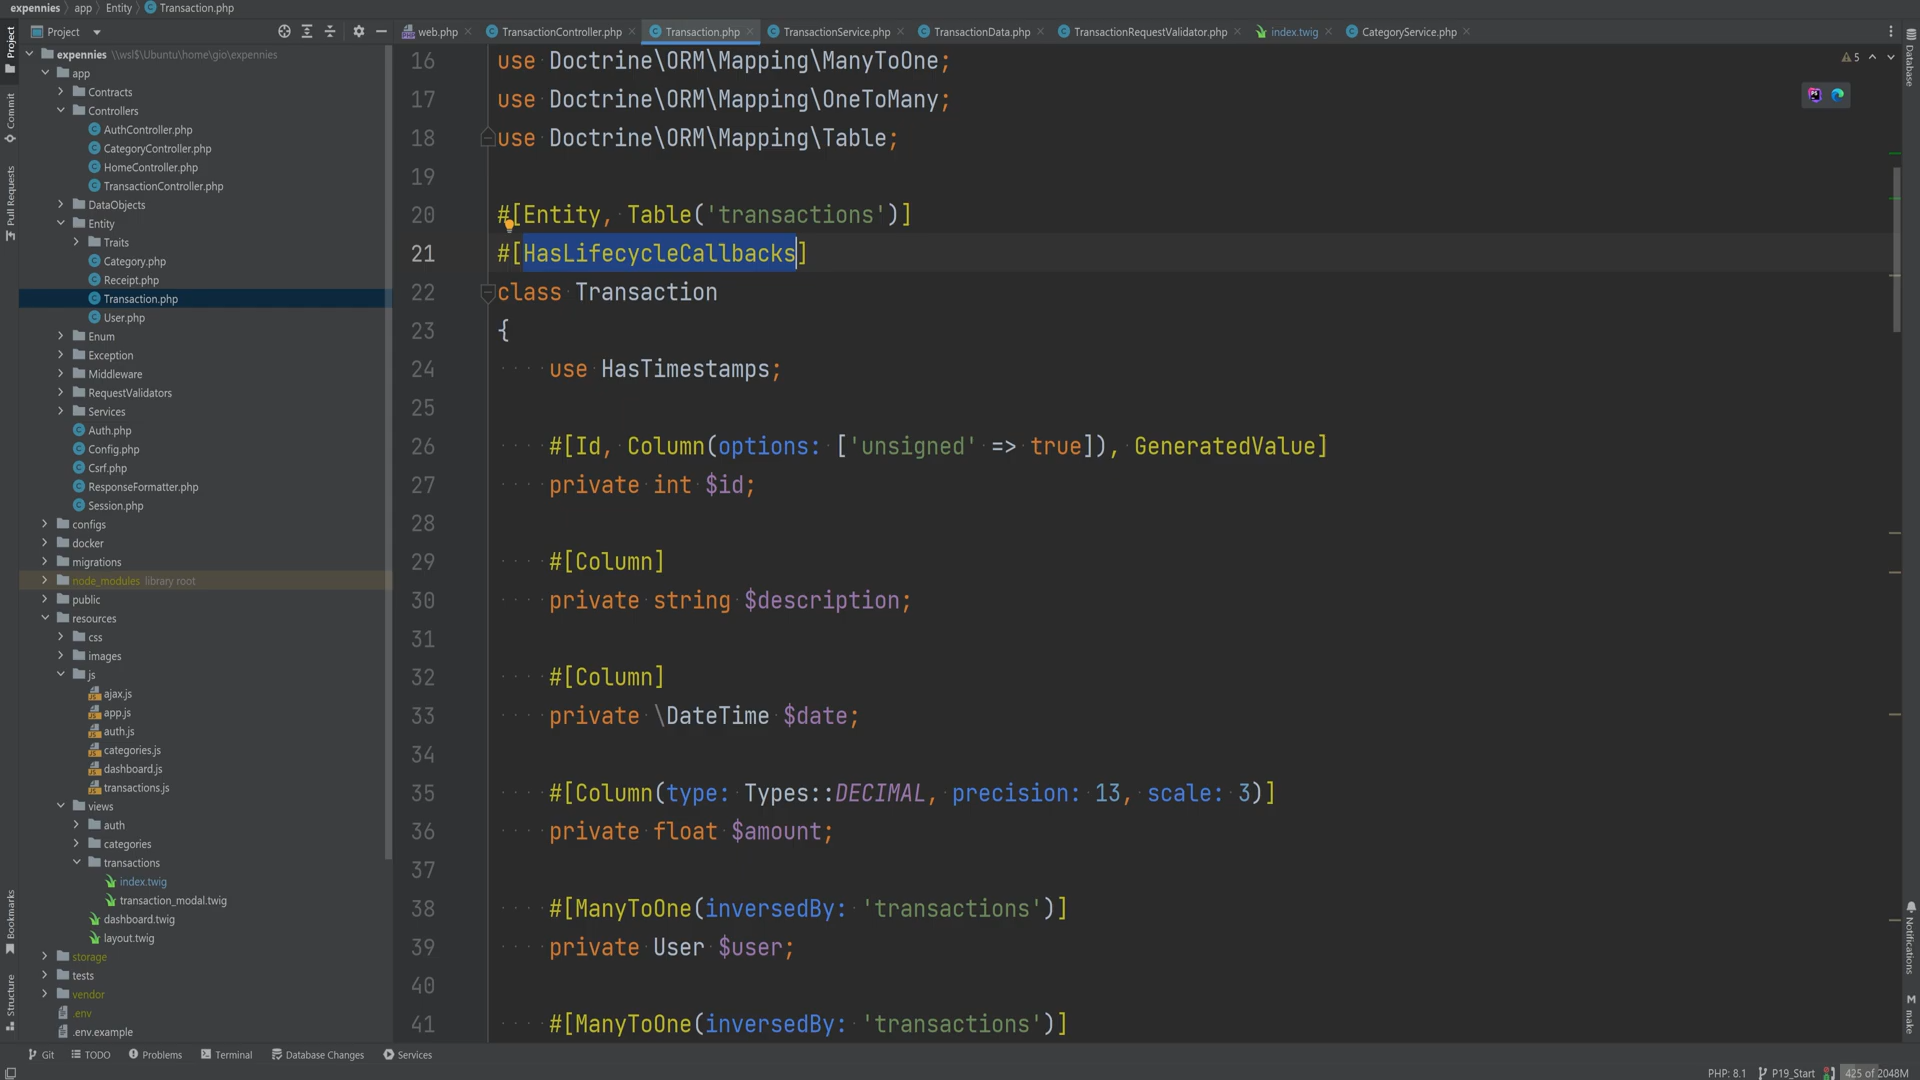 expennies
app
Entity
Transaction.php
Project
web.php
TransactionController.php
Transaction.php
TransactionService.php
TransactionData.php
TransactionRequestValidator.php
index.twig
CategoryService.php
Project
Commit
Pull Requests
Bookmarks
Structure
expennies \\wsl$\Ubuntu\home\gio\expennies
app
Contracts
Controllers
AuthController.php
CategoryController.php
HomeController.php
TransactionController.php
DataObjects
Entity
Traits
Category.php
Receipt.php
Transaction.php
User.php
Enum
Exception
Middleware
RequestValidators
Services
Auth.php
Config.php
Csrf.php
ResponseFormatter.php
Session.php
configs
docker
migrations
node_modules library root
public
resources
css
images
js
ajax.js
app.js
auth.js
categories.js
dashboard.js
transactions.js
views
auth
categories
transactions
index.twig
transaction_modal.twig
dashboard.twig
layout.twig
storage
tests
vendor
.env
.env.example
16 use Doctrine\ORM\Mapping\ManyToOne;
17 use Doctrine\ORM\Mapping\OneToMany;
18 use Doctrine\ORM\Mapping\Table;
19
20 #[Entity, Table('transactions')]
21 #[HasLifecycleCallbacks]
22 class Transaction
23 {
24 use HasTimestamps;
25
26 #[Id, Column(options: ['unsigned' => true]), GeneratedValue]
27 private int $id;
28
29 #[Column]
30 private string $description;
31
32 #[Column]
33 private \DateTime $date;
34
35 #[Column(type: Types::DECIMAL, precision: 13, scale: 3)]
36 private float $amount;
37
38 #[ManyToOne(inversedBy: 'transactions')]
39 private User $user;
40
41 #[ManyToOne(inversedBy: 'transactions')]
5
Database
Notifications
make
Git
TODO
Problems
Terminal
Database Changes
Services
PHP: 8.1
P19_Start
425 of 2048M